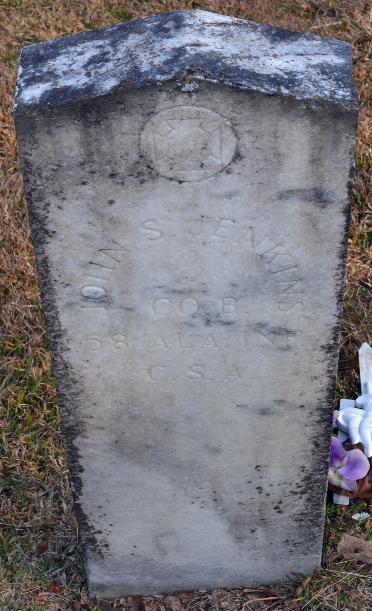 JOHN S. JENKINS
CO. B.
58 ALA. INF.
C.S.A.